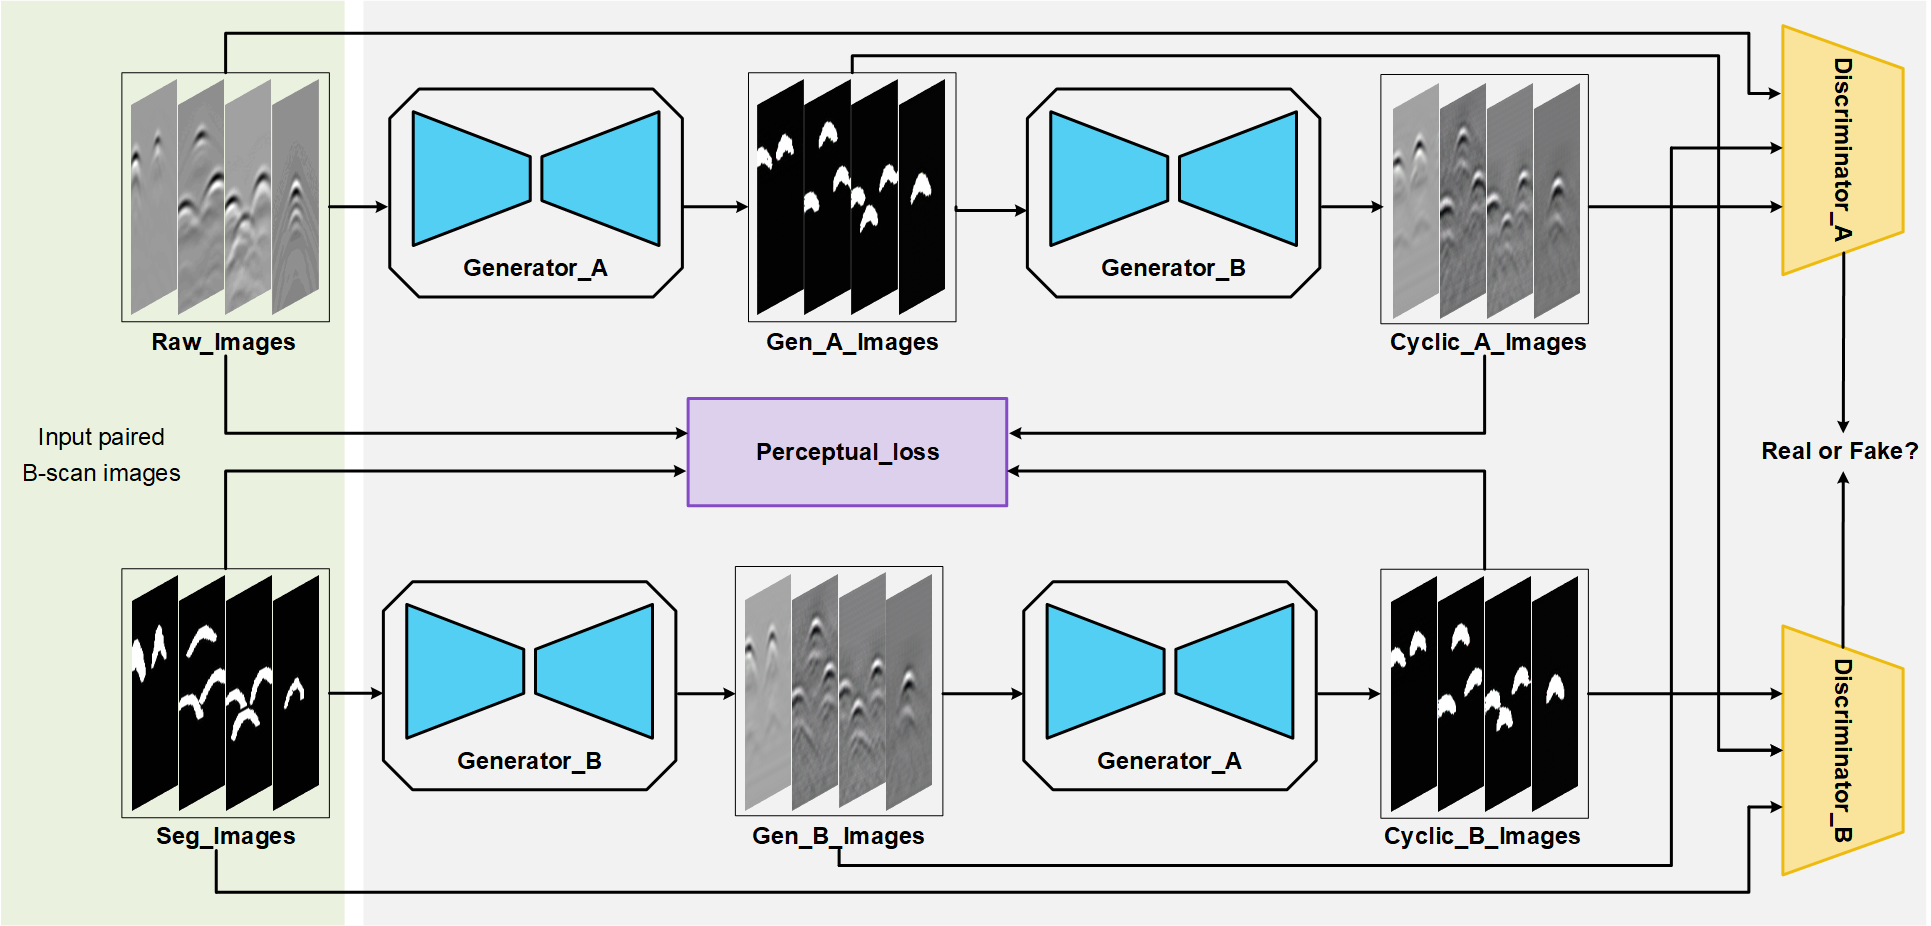 Generator_A
Generator_B
Discriminator_A
Raw_Images
Gen_A_Images
Cyclic_A_Images
Input paired
B-scan images
Perceptual_loss
Real or Fake?
Generator_B
Generator_A
Discriminator_B
Seg_Images
Gen_B_Images
Cyclic_B_Images